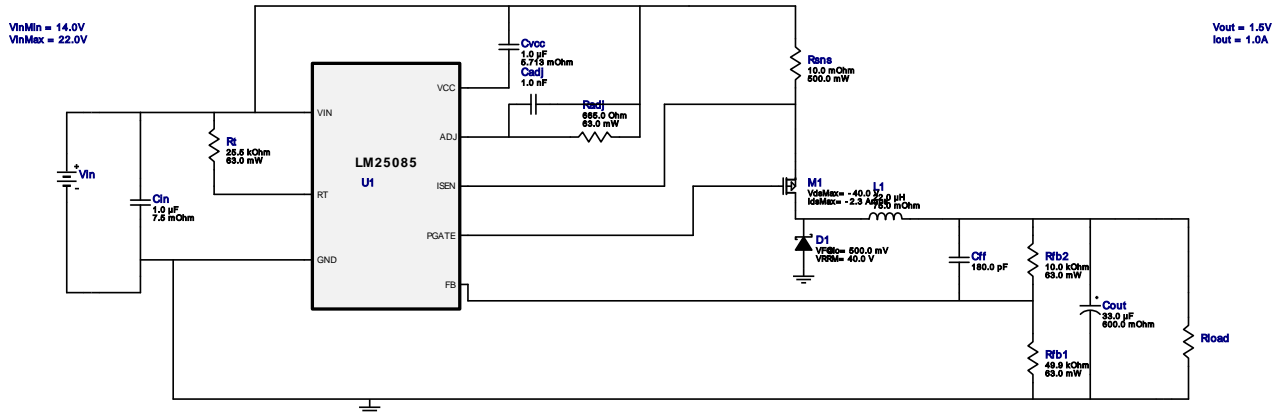 VinMin = 14.0V
VinMax = 22.0V
Vout = 1.5V
Iout = 1.0A
Cvcc
1.0 µF
5.713 mOhm
Cadj
1.0 nF
Rsns
10.0 mOhm
500.0 mW
VCC
VIN
Radj
665.0 Ohm
63.0 mW
ADJ
Rt
25.5 kOhm
63.0 mW
LM25085
U1
Vin
Cin
1.0 µF
7.5 mOhm
RT
ISEN
M1
VdsMax= -40.0
IdsMax= -2.3
L1
µH
mOhm
PGATE
D1
= 500.0 mV
VRRM= 40.0 V
GND
FB
Cff
180.0 pF
Rfb2
10.0 kOhm
63.0 mW
Cout
33.0 µF
600.0 mOhm
Rfb1
49.9 kOhm
63.0 mW
Rload